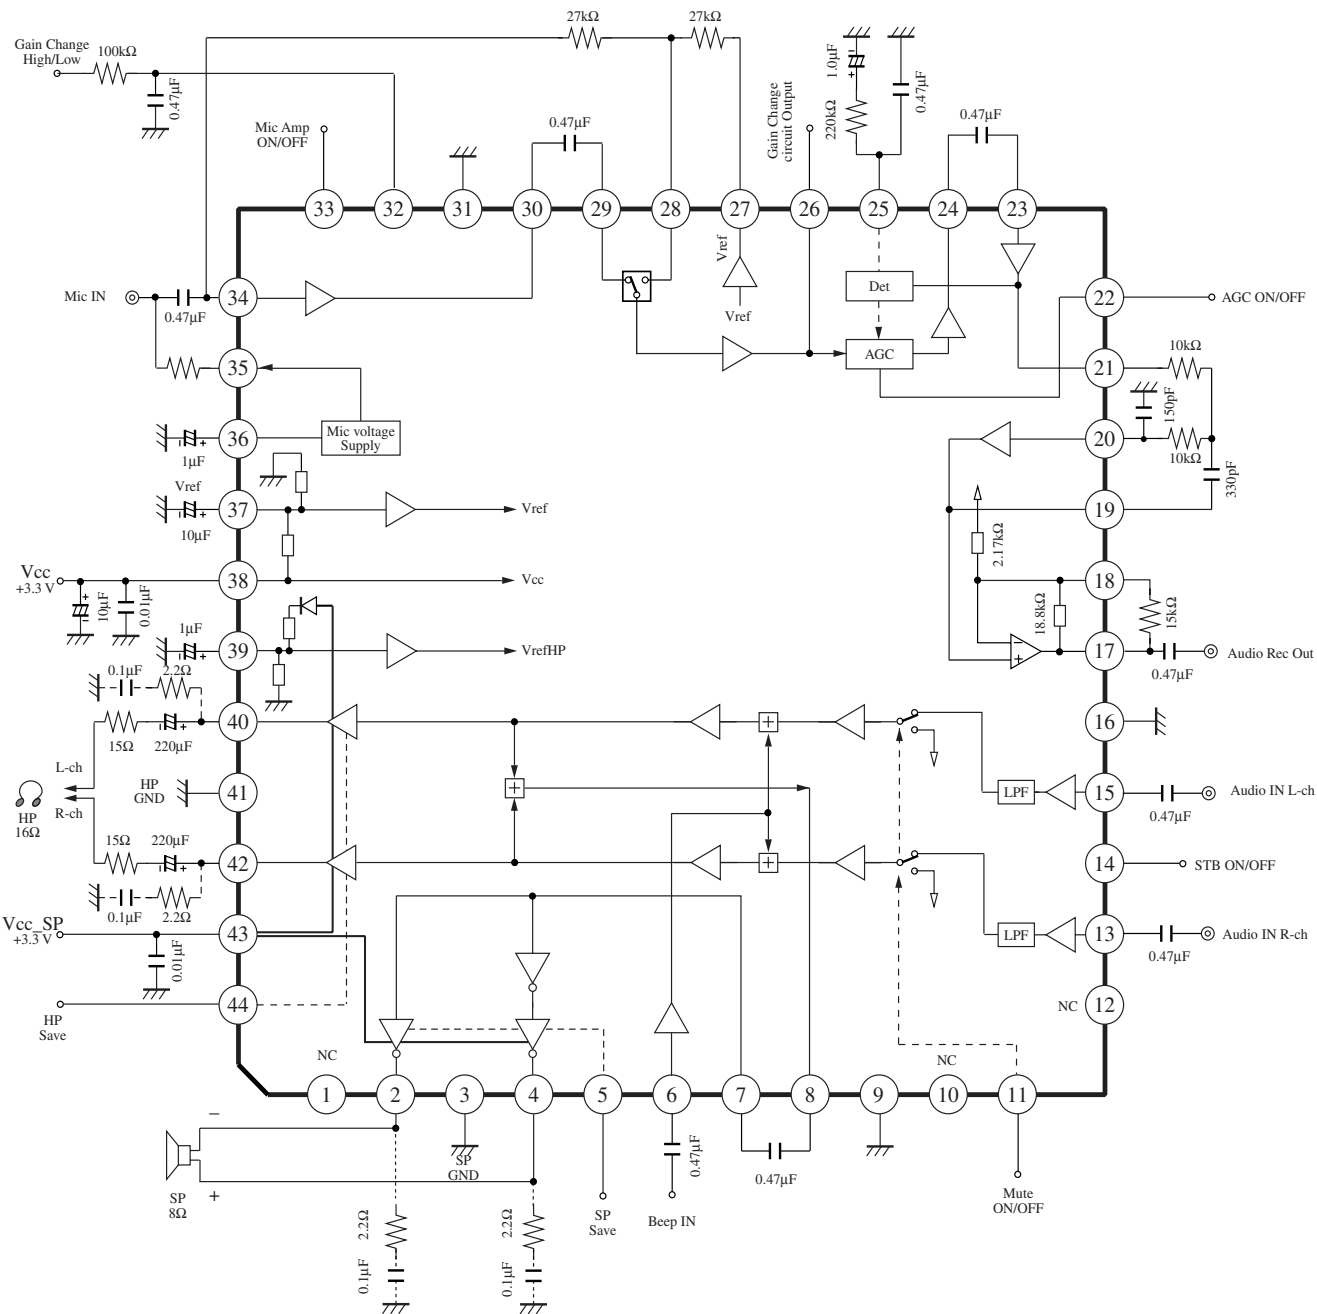 27kΩ
27kΩ
Gain Change
High/Low
100kΩ
0.47μF
Mic Amp
ON/OFF
0.47μF
Gain Change
circuit Output
1.0μF
220kΩ
0.47μF
0.47μF
33
32
31
30
29
28
27
26
25
24
23
Vref
Vref
Det
AGC
Mic IN
0.47μF
34
35
36
1μF
Mic voltage
Supply
Vref
10μF
37
Vref
Vcc
+3.3 V
10μF
0.01μF
38
Vcc
1μF
39
VrefHP
0.1μF
2.2Ω
40
15Ω
220μF
L-ch
R-ch
HP
16Ω
HP
GND
41
15Ω
220μF
42
0.1μF
2.2Ω
Vcc_SP
+3.3 V
43
0.01μF
44
HP
Save
22
AGC ON/OFF
10kΩ
21
150pF
20
10kΩ
330pF
19
2.17kΩ
18
18.8kΩ
15kΩ
−
+
17
Audio Rec Out
0.47μF
16
+
+
+
LPF
15
Audio IN L-ch
0.47μF
14
STB ON/OFF
LPF
13
Audio IN R-ch
0.47μF
NC
12
NC
NC
1
2
3
4
5
6
7
8
9
10
11
−
+
SP
8Ω
SP
GND
2.2Ω
0.1μF
2.2Ω
0.1μF
SP
Save
0.47μF
Beep IN
0.47μF
Mute
ON/OFF